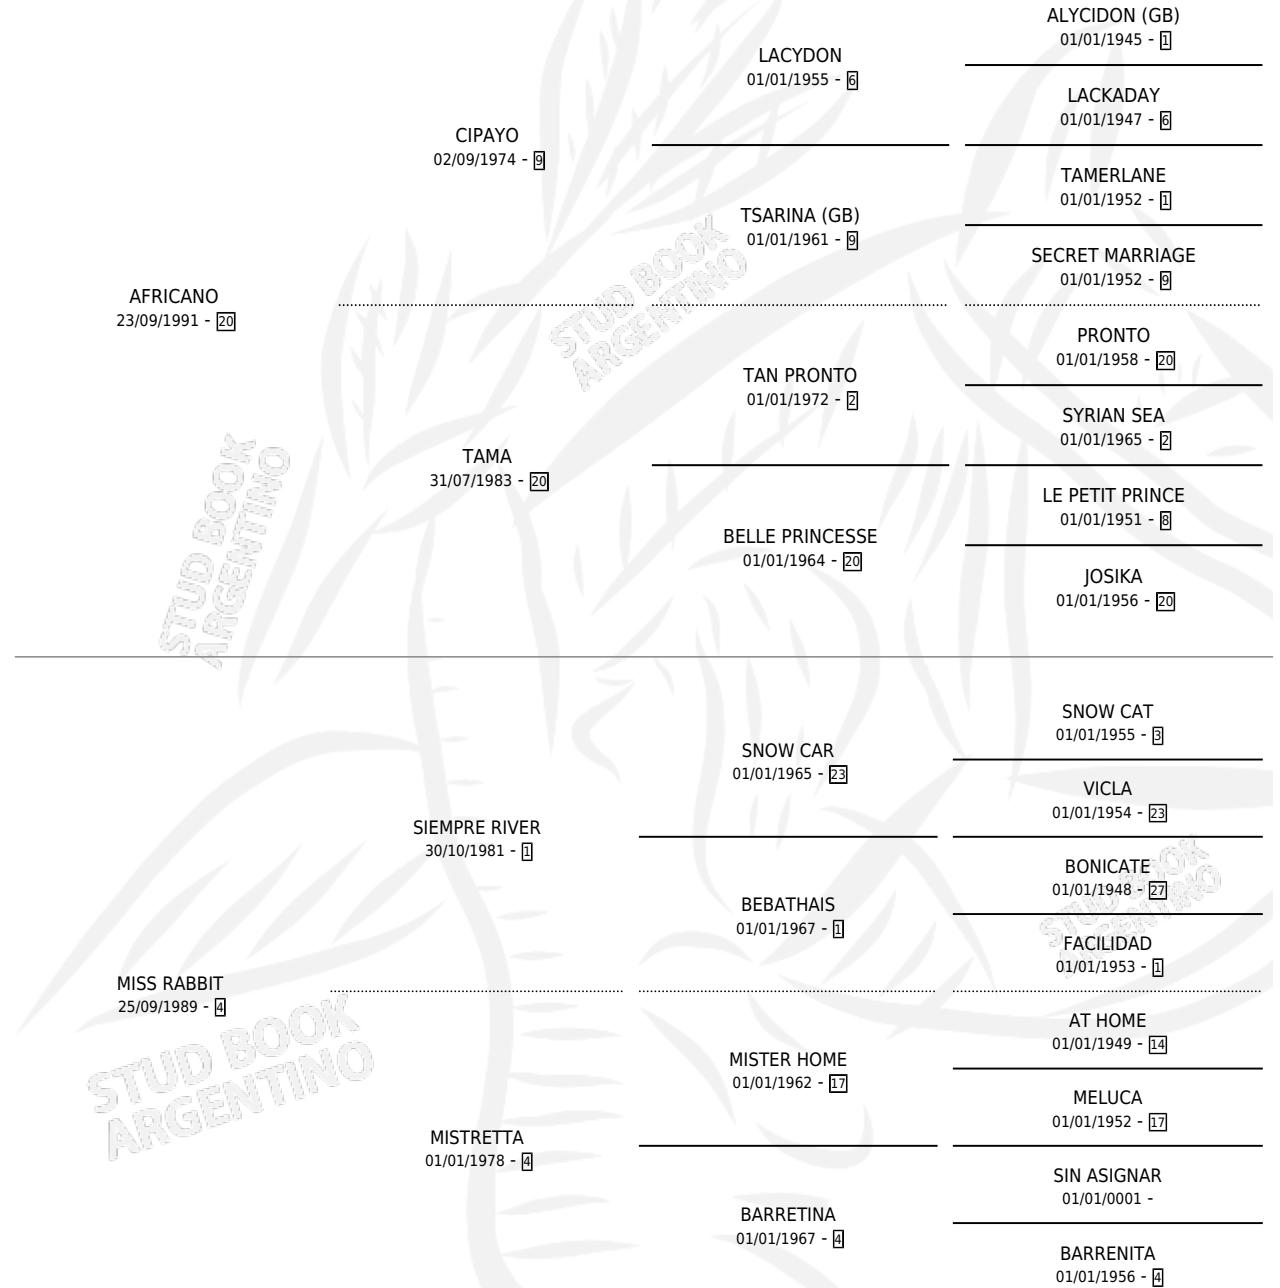 ALYCIDON (GB)
01/01/1945 - 1
LACYDON
01/01/1955 - 6
LACKADAY
01/01/1947 - 6
CIPAYO
02/09/1974 - 9
TAMERLANE
01/01/1952 - 1
TSARINA (GB)
01/01/1961 - 9
SECRET MARRIAGE
01/01/1952 - 9
AFRICANO
23/09/1991 - 20
STUD BOOK
ARGENTINO
PRONTO
01/01/1958 - 20
TAN PRONTO
01/01/1972 - 2
SYRIAN SEA
01/01/1965 - 2
TAMA
31/07/1983 - 20
LE PETIT PRINCE
01/01/1951 - 8
BELLE PRINCESSE
01/01/1964 - 20
JOSIKA
01/01/1956 - 20
STUD BOOK
ARGENTINO
SNOW CAT
01/01/1955 - 3
SNOW CAR
01/01/1965 - 23
VICLA
01/01/1954 - 23
SIEMPRE RIVER
30/10/1981 - 1
BONICATE
01/01/1948 - 27
BEBATHAIS
01/01/1967 - 1
FACILIDAD
01/01/1953 - 1
STUD BOOK
ARGENTINO
MISS RABBIT
25/09/1989 - 4
AT HOME
01/01/1949 - 14
MISTER HOME
01/01/1962 - 17
MELUCA
01/01/1952 - 17
STUD BOOK
ARGENTINO
MISTRETTA
01/01/1978 - 4
SIN ASIGNAR
01/01/0001 -
BARRETINA
01/01/1967 - 4
BARRENITA
01/01/1956 - 4